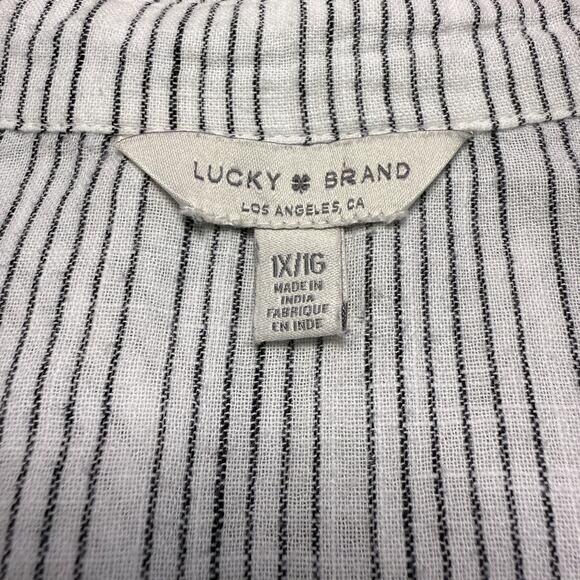 LUCKY BRAND
LOS ANGELES, CA
1X/1G
MADE IN
INDIA
FABRIQUE
EN INDE